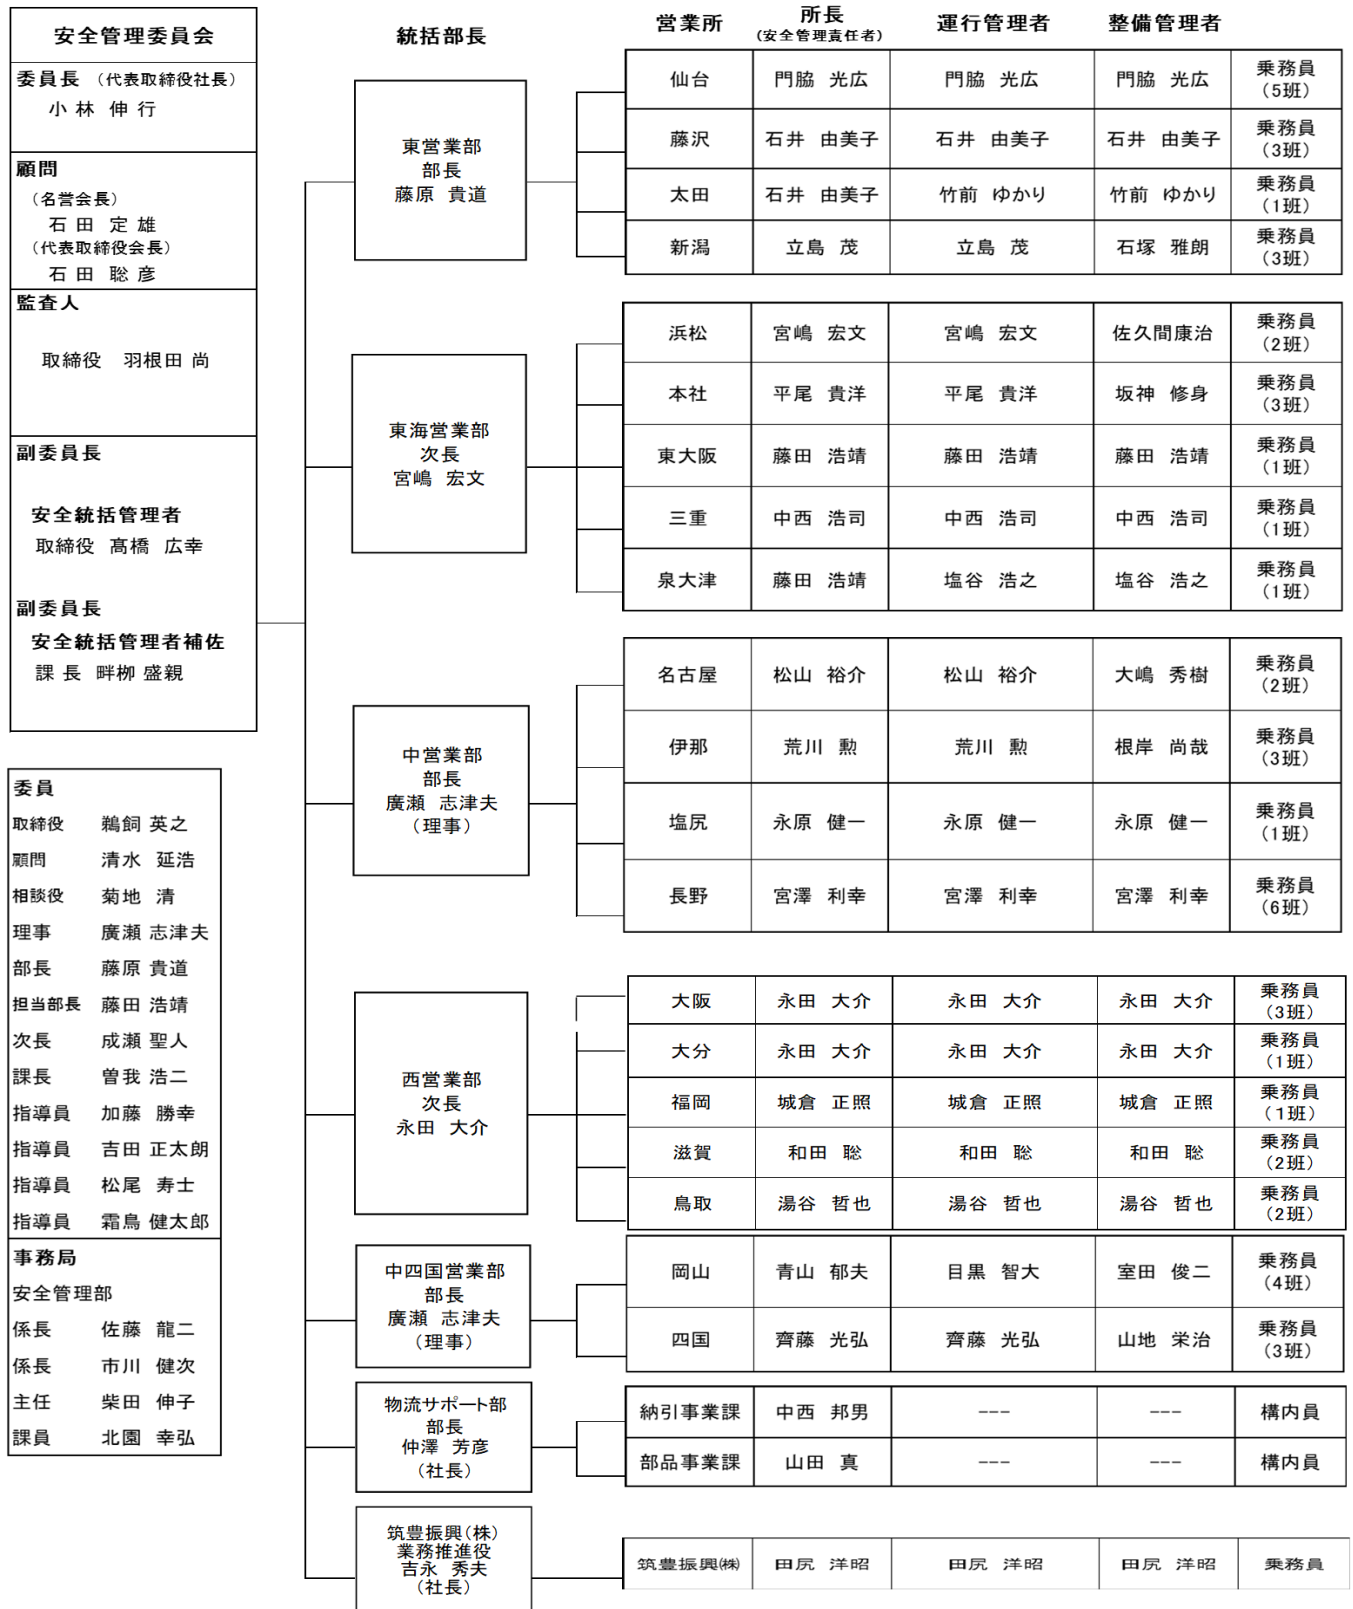 安全管理委員会
委員長 （代表取締役社長）
小 林 伸 行
顧問
（名誉会長）
石 田 定 雄
（代表取締役会長）
石 田 聡 彦
監査人
取締役 羽根田 尚
副委員長
安全統括管理者
取締役 髙橋 広幸
副委員長
安全統括管理者補佐
課 長 畔柳 盛親
委員
取締役 鵜飼 英之
顧問 清水 延浩
相談役 菊地 清
理事 廣瀬 志津夫
部長 藤原 貴道
担当部長 藤田 浩靖
次長 成瀬 聖人
課長 曽我 浩二
指導員 加藤 勝幸
指導員 吉田 正太朗
指導員 松尾 寿士
指導員 霜鳥 健太郎
事務局
安全管理部
係長 佐藤 龍二
係長 市川 健次
主任 柴田 伸子
課員 北園 幸弘
統括部長
東営業部
部長
藤原 貴道
東海営業部
次長
宮嶋 宏文
中営業部
部長
廣瀬 志津夫
（理事）
西営業部
次長
永田 大介
中四国営業部
部長
廣瀬 志津夫
（理事）
物流サポート部
部長
仲澤 芳彦
（社長）
筑豊振興（株）
業務推進役
吉永 秀夫
（社長）
営業所 所長 運行管理者 整備管理者
（安全管理責任者）
仙台 門脇 光広 門脇 光広 門脇 光広 乗務員
（5班）
藤沢 石井 由美子 石井 由美子 石井 由美子 乗務員
（3班）
太田 石井 由美子 竹前 ゆかり 竹前 ゆかり 乗務員
（1班）
新潟 立島 茂 立島 茂 石塚 雅朗 乗務員
（3班）
浜松 宮嶋 宏文 宮嶋 宏文 佐久間康治 乗務員
（2班）
本社 平尾 貴洋 平尾 貴洋 坂神 修身 乗務員
（3班）
東大阪 藤田 浩靖 藤田 浩靖 藤田 浩靖 乗務員
（1班）
三重 中西 浩司 中西 浩司 中西 浩司 乗務員
（1班）
泉大津 藤田 浩靖 塩谷 浩之 塩谷 浩之 乗務員
（1班）
名古屋 松山 裕介 松山 裕介 大嶋 秀樹 乗務員
（2班）
伊那 荒川 勲 荒川 勲 根岸 尚哉 乗務員
（3班）
塩尻 永原 健一 永原 健一 永原 健一 乗務員
（1班）
長野 宮澤 利幸 宮澤 利幸 宮澤 利幸 乗務員
（6班）
大阪 永田 大介 永田 大介 永田 大介 乗務員
（3班）
大分 永田 大介 永田 大介 永田 大介 乗務員
（1班）
福岡 城倉 正照 城倉 正照 城倉 正照 乗務員
（1班）
滋賀 和田 聡 和田 聡 和田 聡 乗務員
（2班）
鳥取 湯谷 哲也 湯谷 哲也 湯谷 哲也 乗務員
（2班）
岡山 青山 郁夫 目黒 智大 室田 俊二 乗務員
（4班）
四国 齊藤 光弘 齊藤 光弘 山地 栄治 乗務員
（3班）
納引事業課 中西 邦男 --- --- 構内員
部品事業課 山田 真 --- --- 構内員
筑豊振興㈱ 田尻 洋昭 田尻 洋昭 田尻 洋昭 乗務員